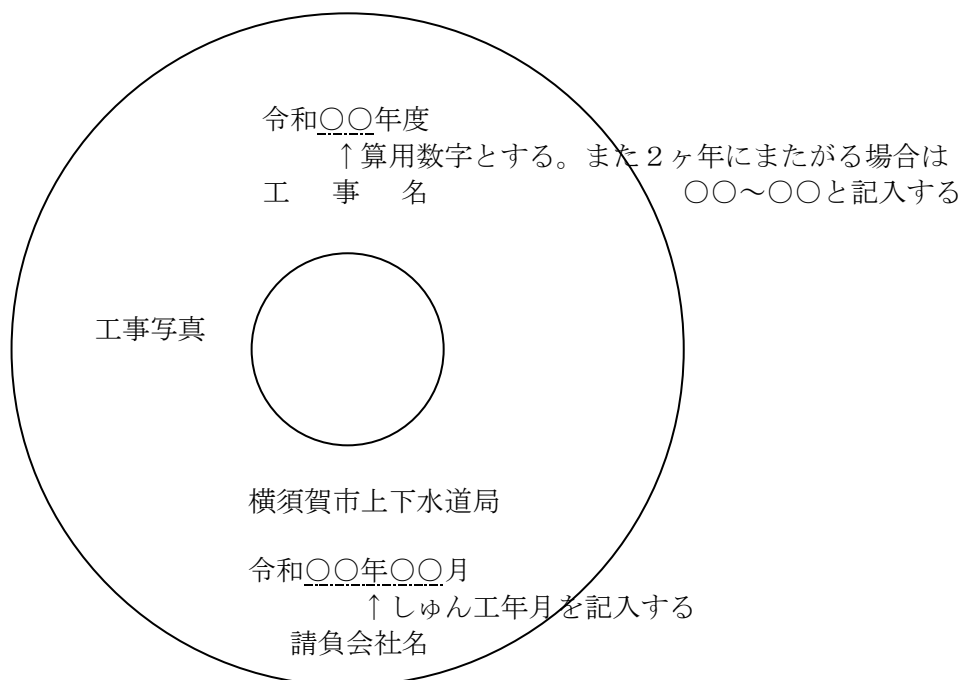 令和○○年度
↑算用数字とする。また２ヶ年にまたがる場合は
工　事　名　　　　　　　○○～○○と記入する
工事写真
横須賀市上下水道局
令和○○年○○月
↑しゅん工年月を記入する
請負会社名